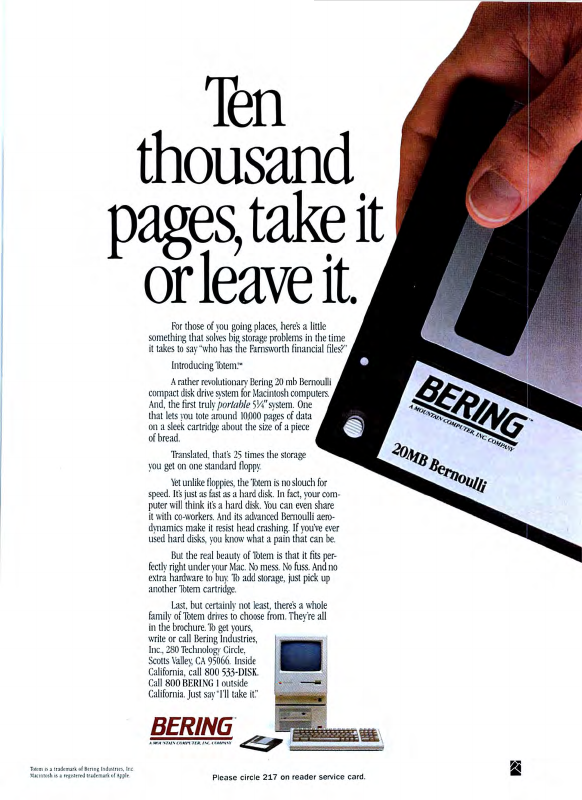 Ten
thousand
pages, take it
or leave it.
For those of you going places, here's a little
something that solves big storage problems in the time
it takes to say "who has the Farnsworth financial files?"
Introducing Totem.™
A rather revolutionary Bering 20 mb Bernoulli
compact disk drive system for Macintosh computers.
And, the first truly portable 5¼" system. One
that lets you tote around 10,000 pages of data
on a sleek cartridge about the size of a piece
of bread.
Translated, that's 25 times the storage
you get on one standard floppy.
Yet unlike floppies, the Totem is no slouch for
speed. It's just as fast as a hard disk. In fact, your com-
puter will think it's a hard disk. You can even share
it with co-workers. And its advanced Bernoulli aero-
dynamics make it resist head crashing. If you've ever
used hard disks, you know what a pain that can be.
But the real beauty of Totem is that it fits per-
fectly right under your Mac. No mess. No fuss. And no
extra hardware to buy. To add storage, just pick up
another Totem cartridge.
Last, but certainly not least, there's a whole
family of Totem drives to choose from. They're all
in the brochure. To get yours,
write or call Bering Industries,
Inc., 280 Technology Circle,
Scotts Valley, CA 95066. Inside
California, call 800 533-DISK.
Call 800 BERING 1 outside
California. Just say "I'll take it."
BERING
A MOUNTAIN COMPUTER, INC. COMPANY
20MB Bernoulli
BERING
A MOUNTAIN COMPUTER, INC. COMPANY
Totem is a trademark of Bering Industries, Inc.
Macintosh is a registered trademark of Apple.
Please circle 217 on reader service card.